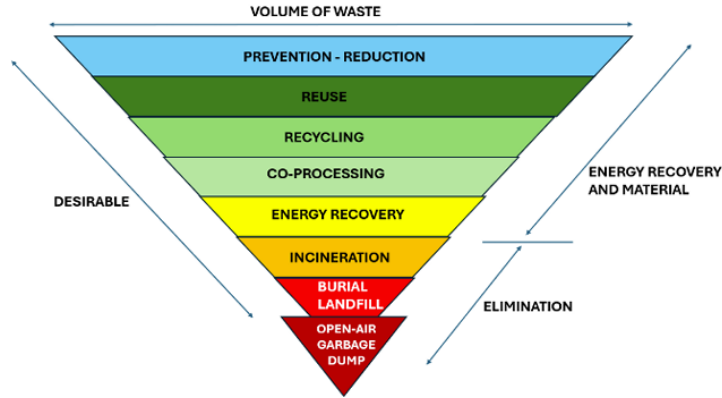 VOLUME OF WASTE
PREVENTION - REDUCTION
REUSE
RECYCLING
CO-PROCESSING
ENERGY RECOVERY
INCINERATION
BURIAL
LANDFILL
OPEN-AIR
GARBAGE
DUMP
DESIRABLE
ENERGY RECOVERY
AND MATERIAL
ELIMINATION